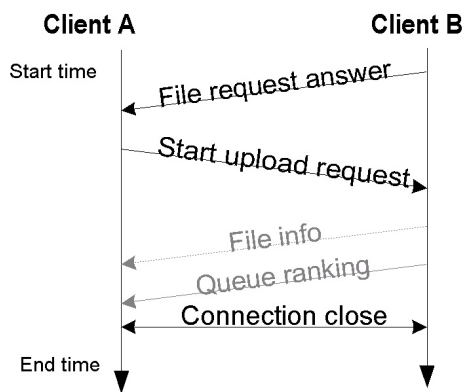 Client A
Client B
Start time
File request answer
Start upload request
File info
Queue ranking
Connection close
End time